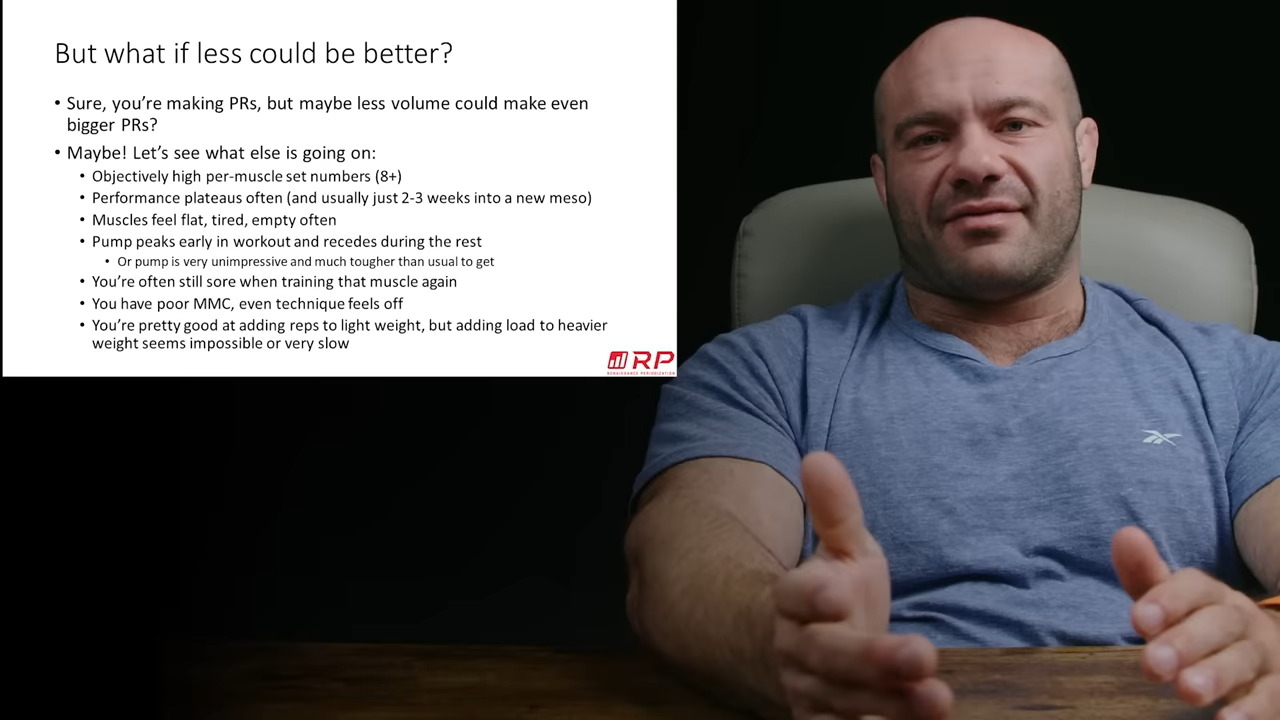 But what if less could be better?
• Sure, you're making PRs, but maybe less volume could make even
bigger PRs?
• Maybe! Let's see what else is going on:
• Objectively high per-muscle set numbers (8+)
• Performance plateaus often (and usually just 2-3 weeks into a new meso)
• Muscles feel flat, tired, empty often
• Pump peaks early in workout and recedes during the rest
• Or pump is very unimpressive and much tougher than usual to get
• You're often still sore when training that muscle again
• You have poor MMC, even technique feels off
• You're pretty good at adding reps to light weight, but adding load to heavier
weight seems impossible or very slow
RP
RENAISSANCE PERIODIZATION